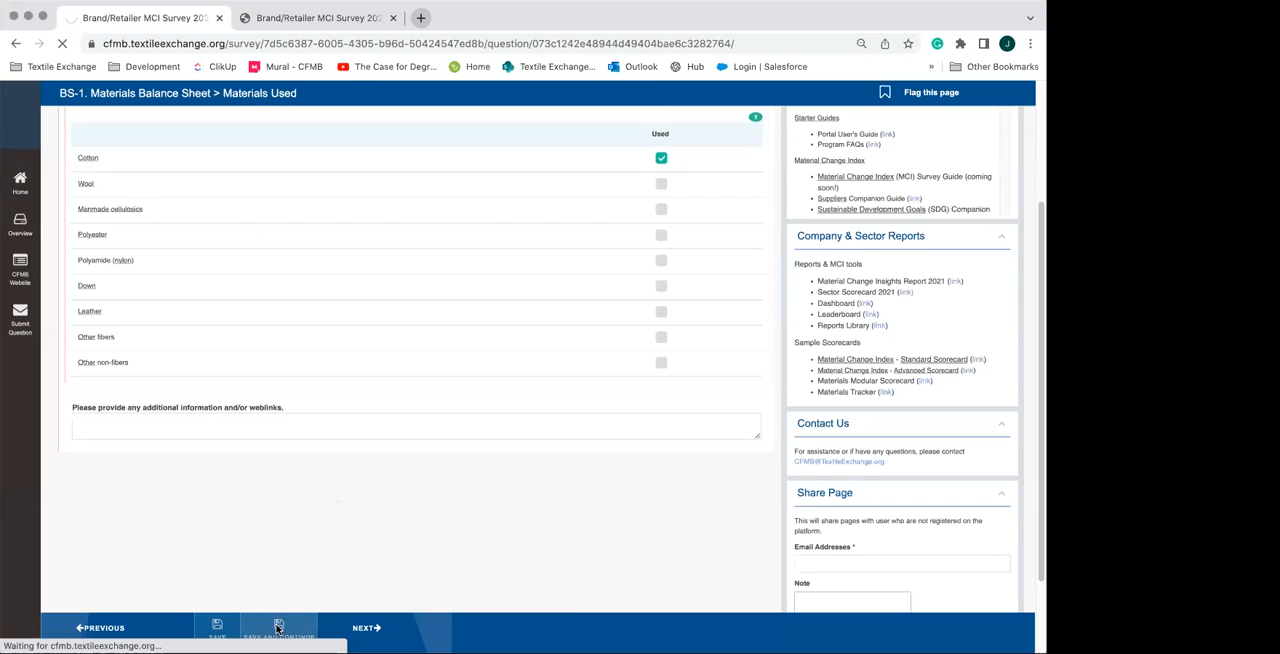 Brand/Retailer MCI Survey 202
Brand/Retailer MCI Survey 202
cfmb.textileexchange.org/survey/7d5c6387-6005-4305-b96d-50424547ed8b/question/073c1242e48944d49404bae6c3282764/
J
Textile Exchange
Development
ClikUp
Mural - CFMB
The Case for Degr...
Home
Textile Exchange...
Outlook
Hub
Login | Salesforce
»
Other Bookmarks
BS-1. Materials Balance Sheet > Materials Used
Flag this page
Home
Overview
CFMB
Website
Submit
Question
?
Used
Cotton
Wool
Manmade cellulosics
Polyester
Polyamide (nylon)
Down
Leather
Other fibers
Other non-fibers
Please provide any additional information and/or weblinks.
Starter Guides
• Portal User's Guide (link)
• Program FAQs (link)
Material Change Index
• Material Change Index (MCI) Survey Guide (coming
soon!)
• Suppliers Companion Guide (link)
• Sustainable Development Goals (SDG) Companion
Company & Sector Reports
Reports & MCI tools
• Material Change Insights Report 2021 (link)
• Sector Scorecard 2021 (link)
• Dashboard (link)
• Leaderboard (link)
• Reports Library (link)
Sample Scorecards
• Material Change Index - Standard Scorecard (link)
• Material Change Index - Advanced Scorecard (link)
• Materials Modular Scorecard (link)
• Materials Tracker (link)
Contact Us
For assistance or if have any questions, please contact
CFMB@TextileExchange.org
Share Page
This will share pages with user who are not registered on the
platform.
Email Addresses *
Note
PREVIOUS
SAVE
SAVE AND CONTINUE
NEXT
Waiting for cfmb.textileexchange.org...